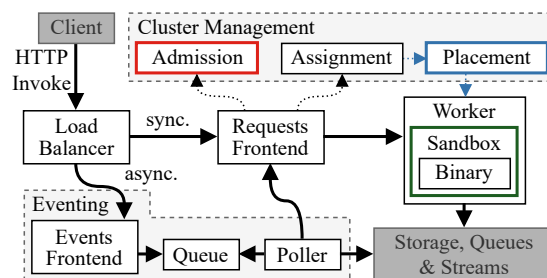 Client
Cluster Management
HTTP
Invoke
Admission
Assignment
Placement
Load
Balancer
sync.
async.
Requests
Frontend
Worker
Sandbox
Binary
Eventing
Events
Frontend
Queue
Poller
Storage, Queues
& Streams